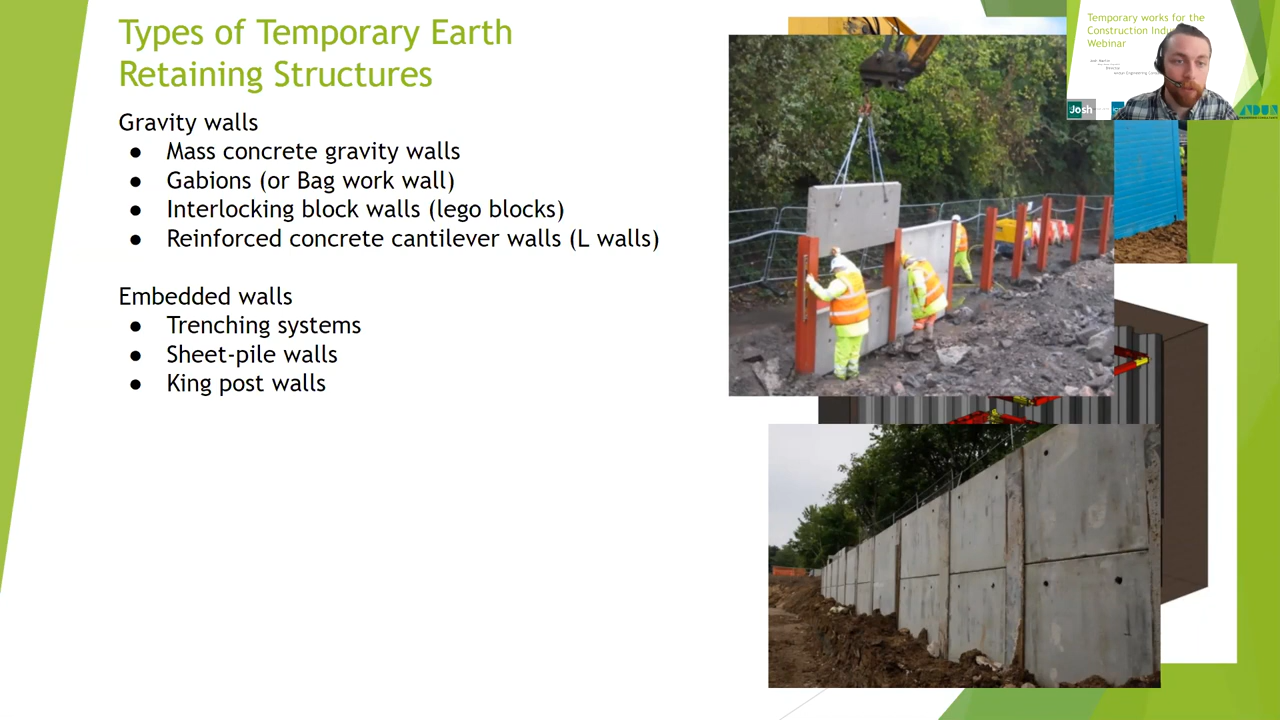 Types of Temporary Earth
Retaining Structures
Gravity walls
● Mass concrete gravity walls
● Gabions (or Bag work wall)
● Interlocking block walls (lego blocks)
● Reinforced concrete cantilever walls (L walls)
Embedded walls
● Trenching systems
● Sheet-pile walls
● King post walls
Temporary works for the
Construction
Webinar
Josh
Director
Josh